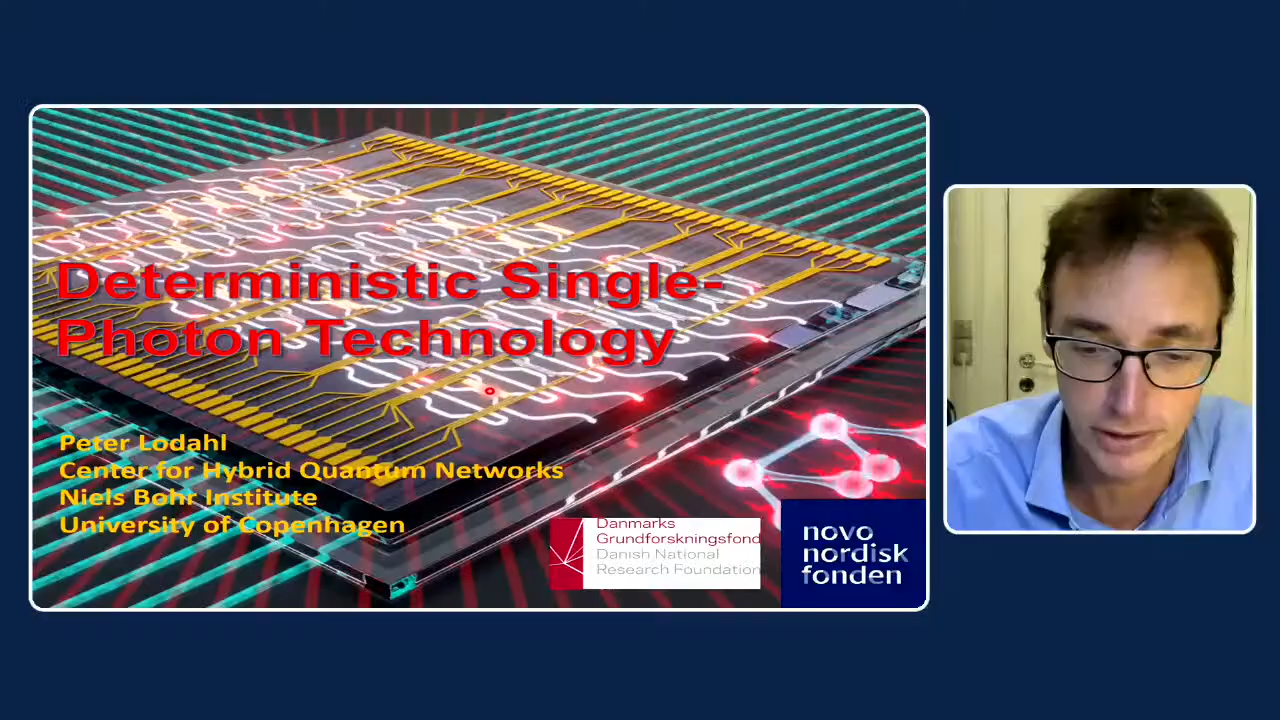 Deterministic Single-
Photon Technology
Peter Lodahl
Center for Hybrid Quantum Networks
Niels Bohr Institute
University of Copenhagen
Danmarks
Grundforskningsfond
Danish National
Research Foundation
novo
nordisk
fonden